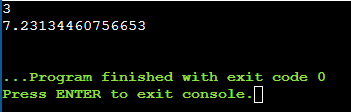 3
7.23134460756653
...Program finished with exit code 0
Press ENTER to exit console.